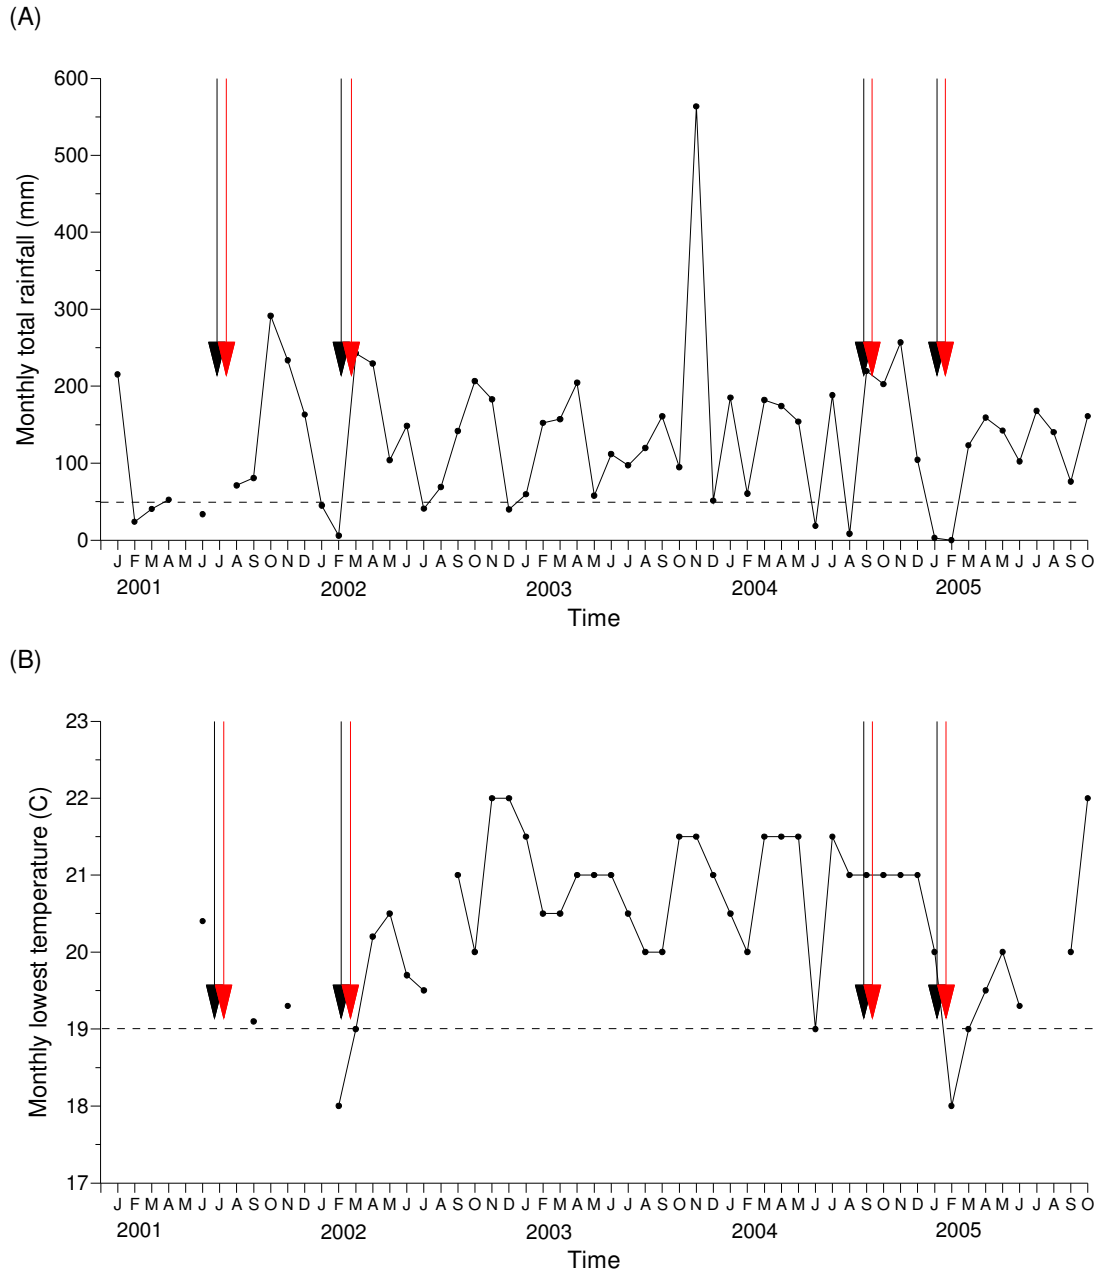 (A)
Monthly total rainfall (mm)
600
500
400
300
200
100
0
J F M A M J J A S O N D J F M A M J J A S O N D J F M A M J J A S O N D J F M A M J J A S O N D J F M A M J J A S O
2001 2002 2003 2004 2005
Time
(B)
Monthly lowest temperature (C)
23
22
21
20
19
18
17
J F M A M J J A S O N D J F M A M J J A S O N D J F M A M J J A S O N D J F M A M J J A S O N D J F M A M J J A S O
2001 2002 2003 2004 2005
Time